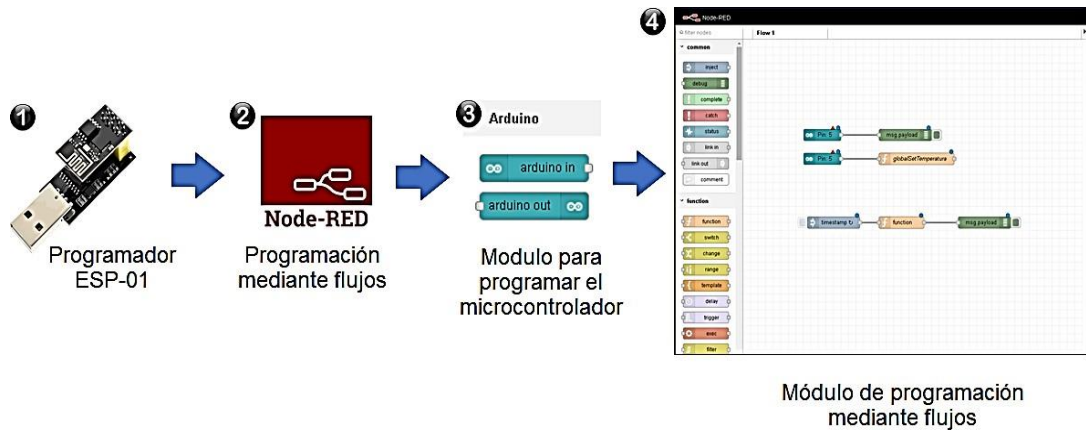 1
Programador
ESP-01
2
Node-RED
Programación
mediante flujos
3
Arduino
arduino in
arduino out
Modulo para
programar el
microcontrolador
4
Node-RED
filter nodes
Flow 1
common
inject
debug
complete
catch
status
link in
link out
comment
function
function
switch
change
range
template
delay
trigger
exec
filter
Pin: 5
msg.payload
Pin: 5
globalSetTemperatura
timestamp ↻
function
msg.payload
Módulo de programación
mediante flujos